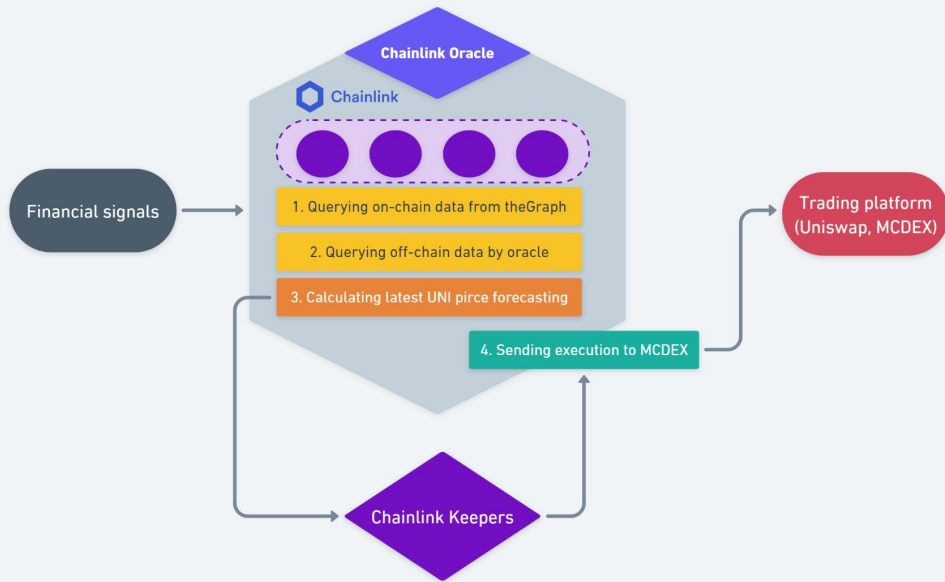 Chainlink Oracle
Chainlink
Financial signals
1. Querying on-chain data from theGraph
2. Querying off-chain data by oracle
3. Calculating latest UNI pirce forecasting
4. Sending execution to MCDEX
Trading platform
(Uniswap, MCDEX)
Chainlink Keepers